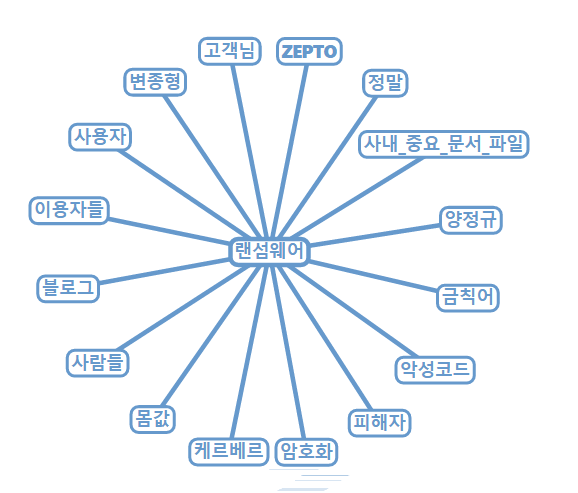 고객님
ZEPTO
변종형
정말
사용자
사내_중요_문서_파일
이용자들
양정규
랜섬웨어
블로그
금칙어
사람들
악성코드
몸값
피해자
케르베르
암호화